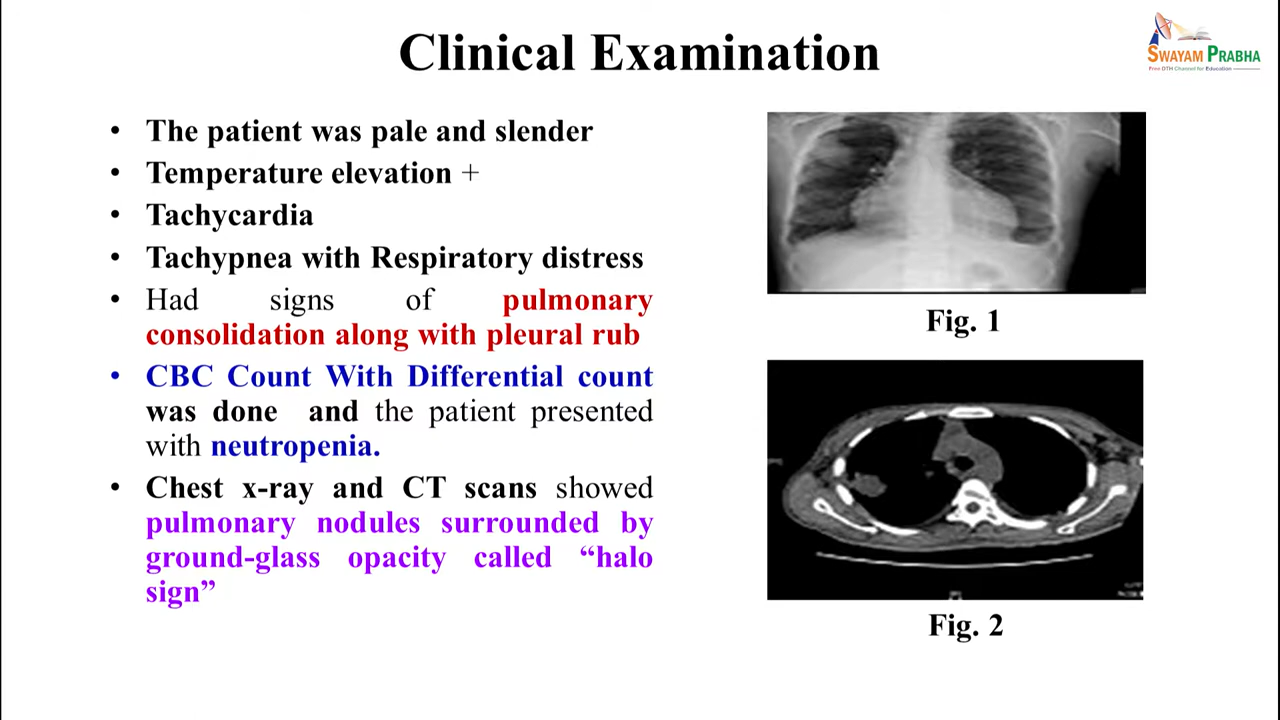 Clinical Examination
SWAYAM PRABHA
Free DTH Channel for Education
• The patient was pale and slender
• Temperature elevation +
• Tachycardia
• Tachypnea with Respiratory distress
• Had signs of pulmonary
consolidation along with pleural rub
• CBC Count With Differential count
was done and the patient presented
with neutropenia.
• Chest x-ray and CT scans showed
pulmonary nodules surrounded by
ground-glass opacity called “halo
sign”
Fig. 1
Fig. 2